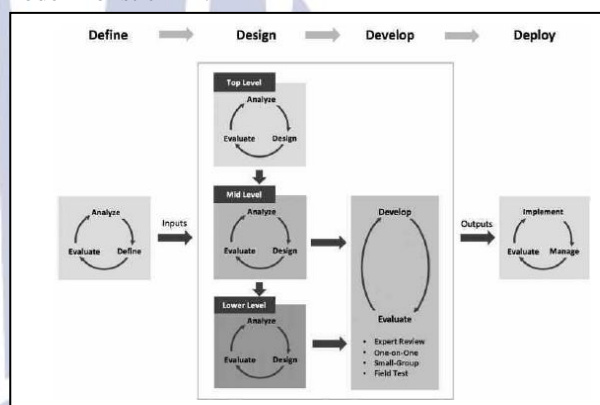 Define Design Develop Deploy
Top Level
Analyze
Evaluate Design
Mid Level
Analyze
Evaluate Design
Lower Level
Analyze
Evaluate Design
Analyze
Evaluate Define
Inputs
Develop
Evaluate
• Expert Review
• One-on-One
• Small-Group
• Field Test
Outputs
Implement
Evaluate Manage